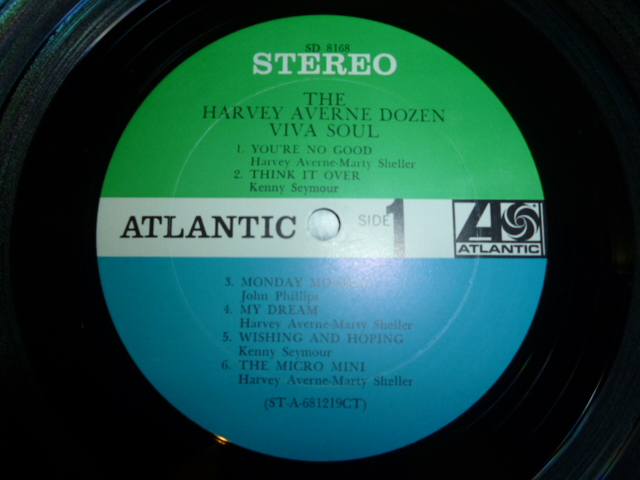 SD 8168
STEREO
THE
HARVEY AVERNE DOZEN
VIVA SOUL
1. YOU'RE NO GOOD
Harvey Averne-Marty Sheller
2. THINK IT OVER
Kenny Seymour
ATLANTIC SIDE 1 ATLANTIC
3. MONDAY
John Phillips
4. MY DREAM
Harvey Averne-Marty Sheller
5. WISHING AND HOPING
Kenny Seymour
6. THE MICRO MINI
Harvey Averne-Marty Sheller
(ST-A-681219CT)